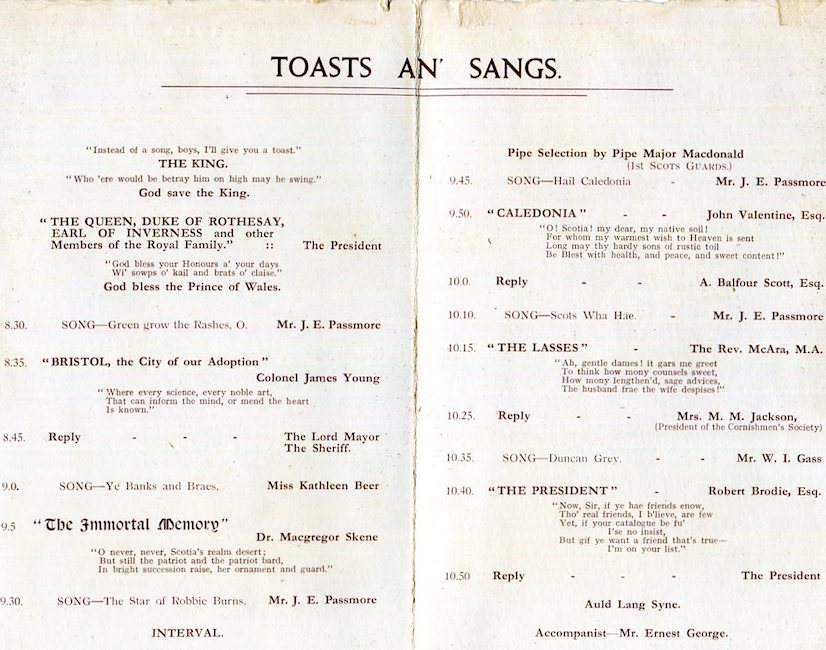 TOASTS AN' SANGS.
"Instead of a song, boys, I'll give you a toast."
THE KING.
"Who 'ere would be betray him on high may he swing."
God save the King.
"THE QUEEN, DUKE OF ROTHESAY,
EARL OF INVERNESS and other
Members of the Royal Family." :: The President
"God bless your Honours a' your days
Wi' sowps o' kail and brats o' claise."
God bless the Prince of Wales.
8.30. SONG—Green grow the Rashes, O. Mr. J. E. Passmore
8.35. "BRISTOL, the City of our Adoption"
Colonel James Young
"Where every science, every noble art,
That can inform the mind, or mend the heart
Is known."
8.45. Reply - - - The Lord Mayor
The Sheriff.
9.0. SONG—Ye Banks and Braes. Miss Kathleen Beer
9.5 "The Immortal Memory"
Dr. Macgregor Skene
"O never, never, Scotia's realm desert;
But still the patriot and the patriot bard,
In bright succession raise, her ornament and guard."
9.30. SONG—The Star of Robbie Burns. Mr. J. E. Passmore
INTERVAL.
Pipe Selection by Pipe Major Macdonald
(1st SCOTS GUARDS.)
9.45. SONG—Hail Caledonia - Mr. J. E. Passmore
9.50. "CALEDONIA" - - John Valentine, Esq.
"O! Scotia! my dear, my native soil!
For whom my warmest wish to Heaven is sent
Long may thy hardy sons of rustic toil
Be Blest with health, and peace, and sweet content!"
10.0. Reply - - A. Balfour Scott, Esq.
10.10. SONG—Scots Wha Hae. - Mr. J. E. Passmore
10.15. "THE LASSES" - The Rev. McAra, M.A.
"Ah, gentle dames! it gars me greet
To think how mony counsels sweet,
How mony lengthen'd, sage advices,
The husband frae the wife despises!"
10.25. Reply - - Mrs. M. M. Jackson,
(President of the Cornishmen's Society)
10.35. SONG—Duncan Grey. - - Mr. W. I. Gass
10.40. "THE PRESIDENT" - Robert Brodie, Esq.
"Now, Sir, if ye hae friends enow,
Tho' real friends, I b'lieve, are few
Yet, if your catalogue be fu'
I'se no insist,
But gif ye want a friend that's true—
I'm on your list."
10.50 Reply - - - The President
Auld Lang Syne.
Accompanist—Mr. Ernest George.